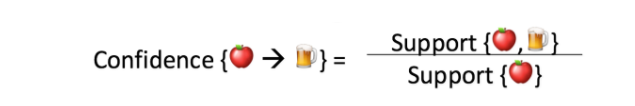 Confidence {🍎 → 🍺} = 
Support {🍎, 🍺}
Support {🍎}